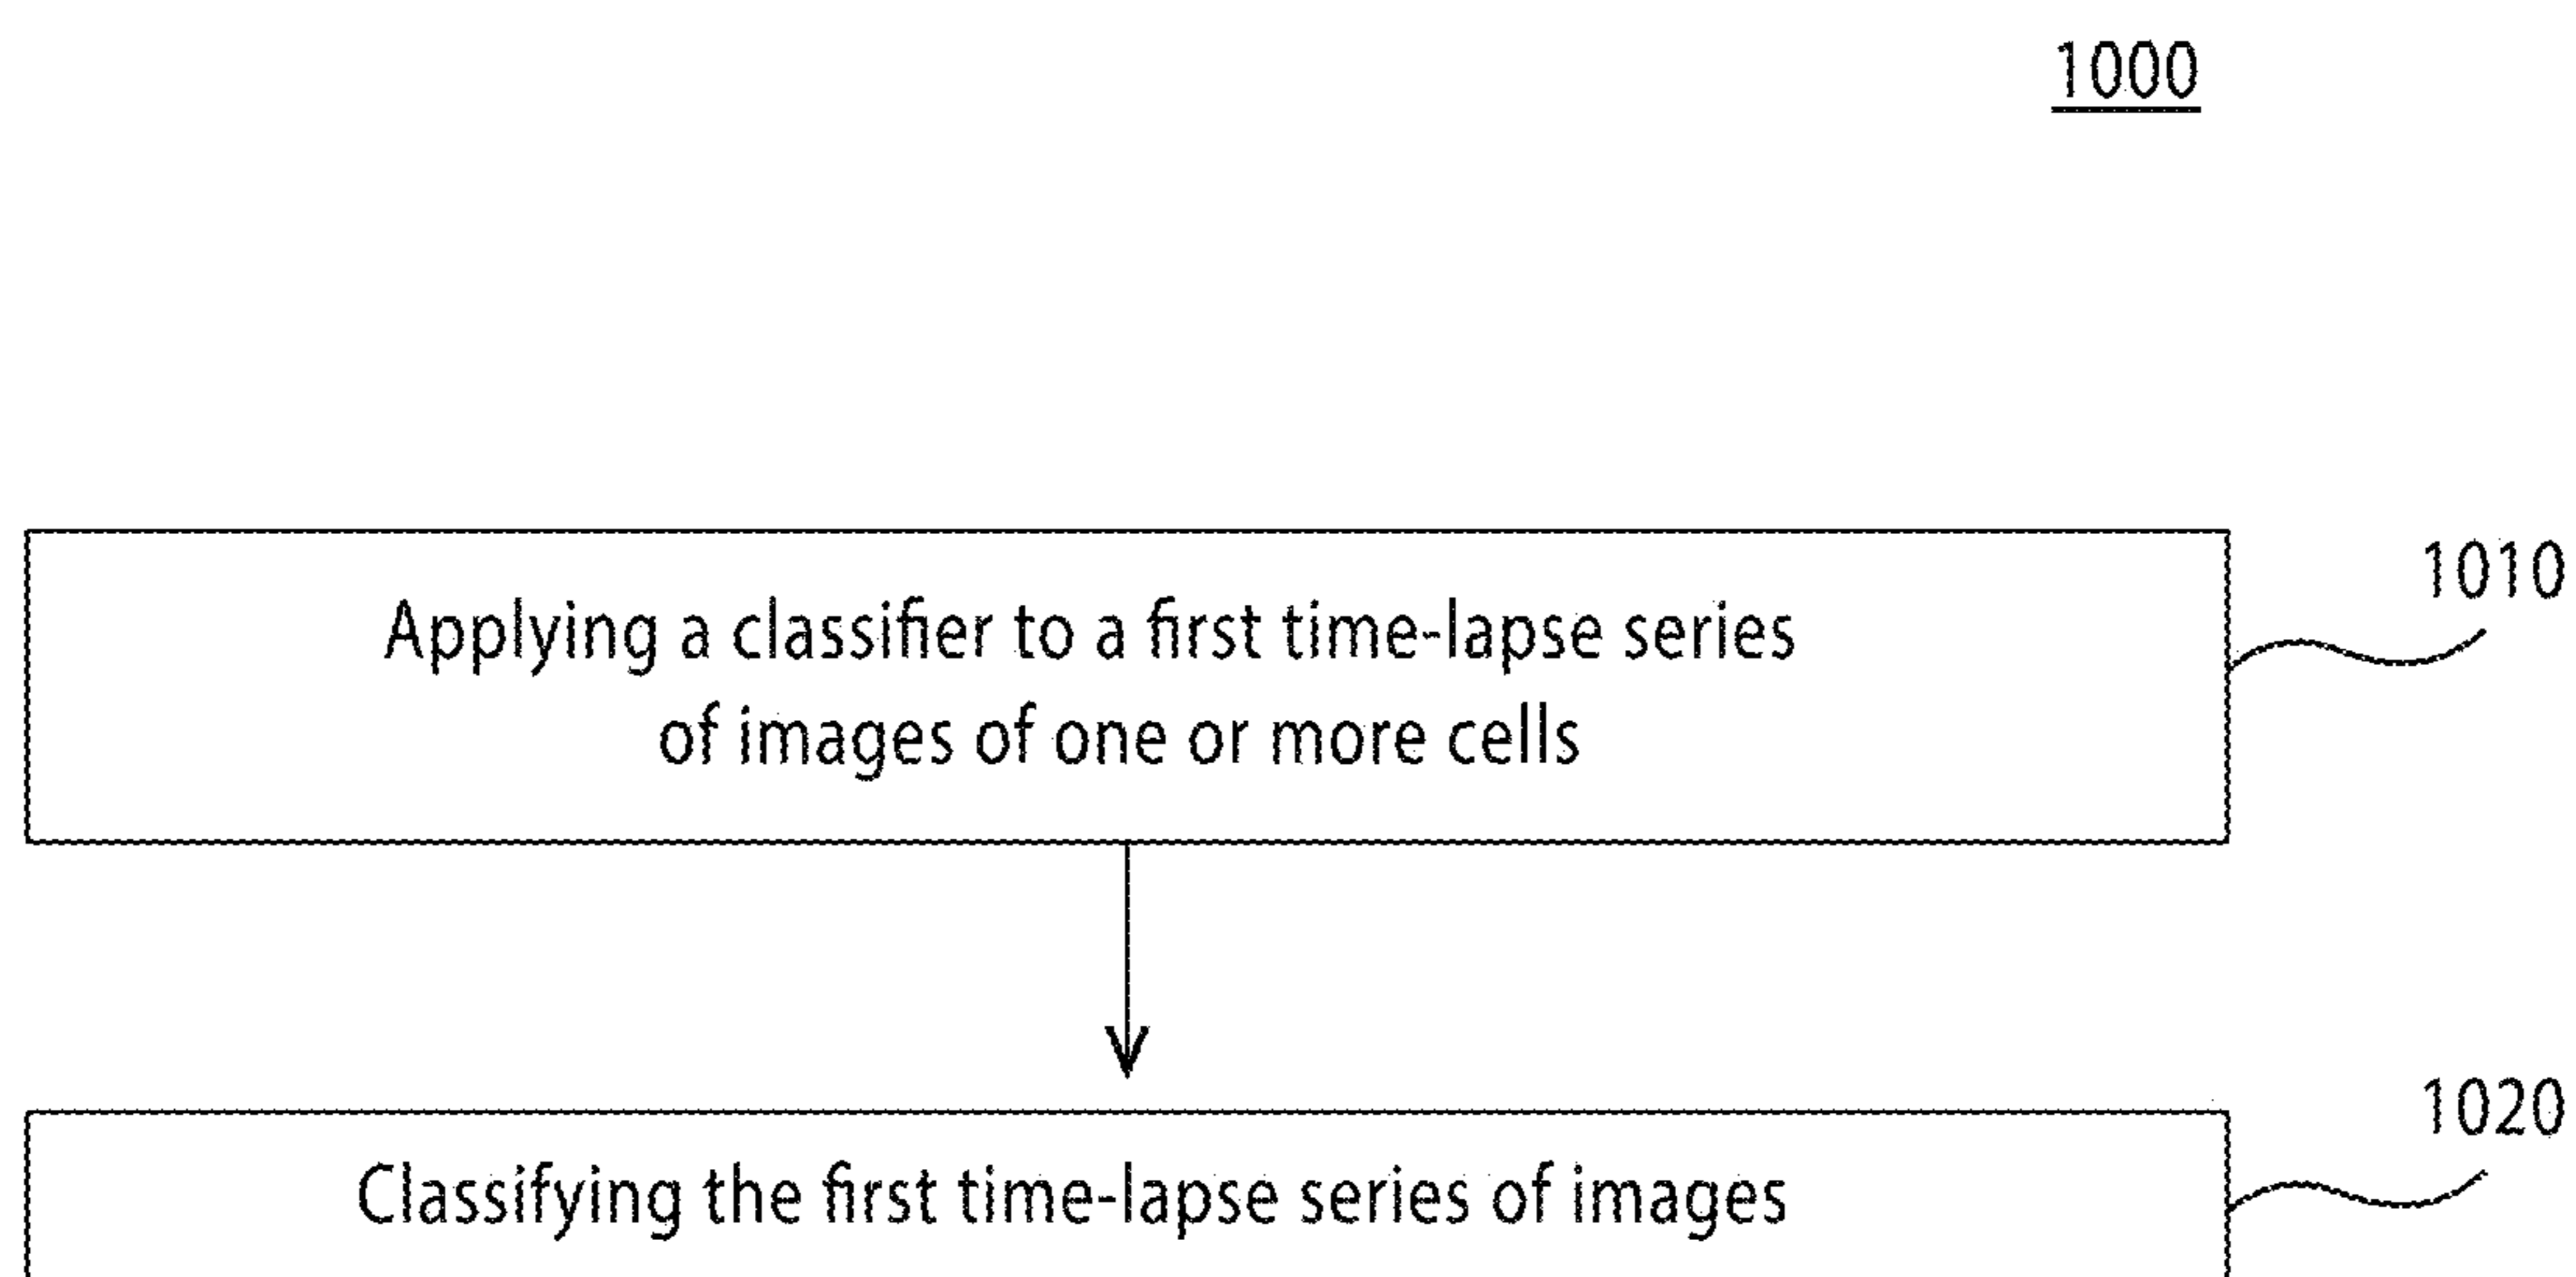 1000
1010
Applying a classifier to a first time-lapse series
of images of one or more cells
1020
Classifying the first time-lapse series of images